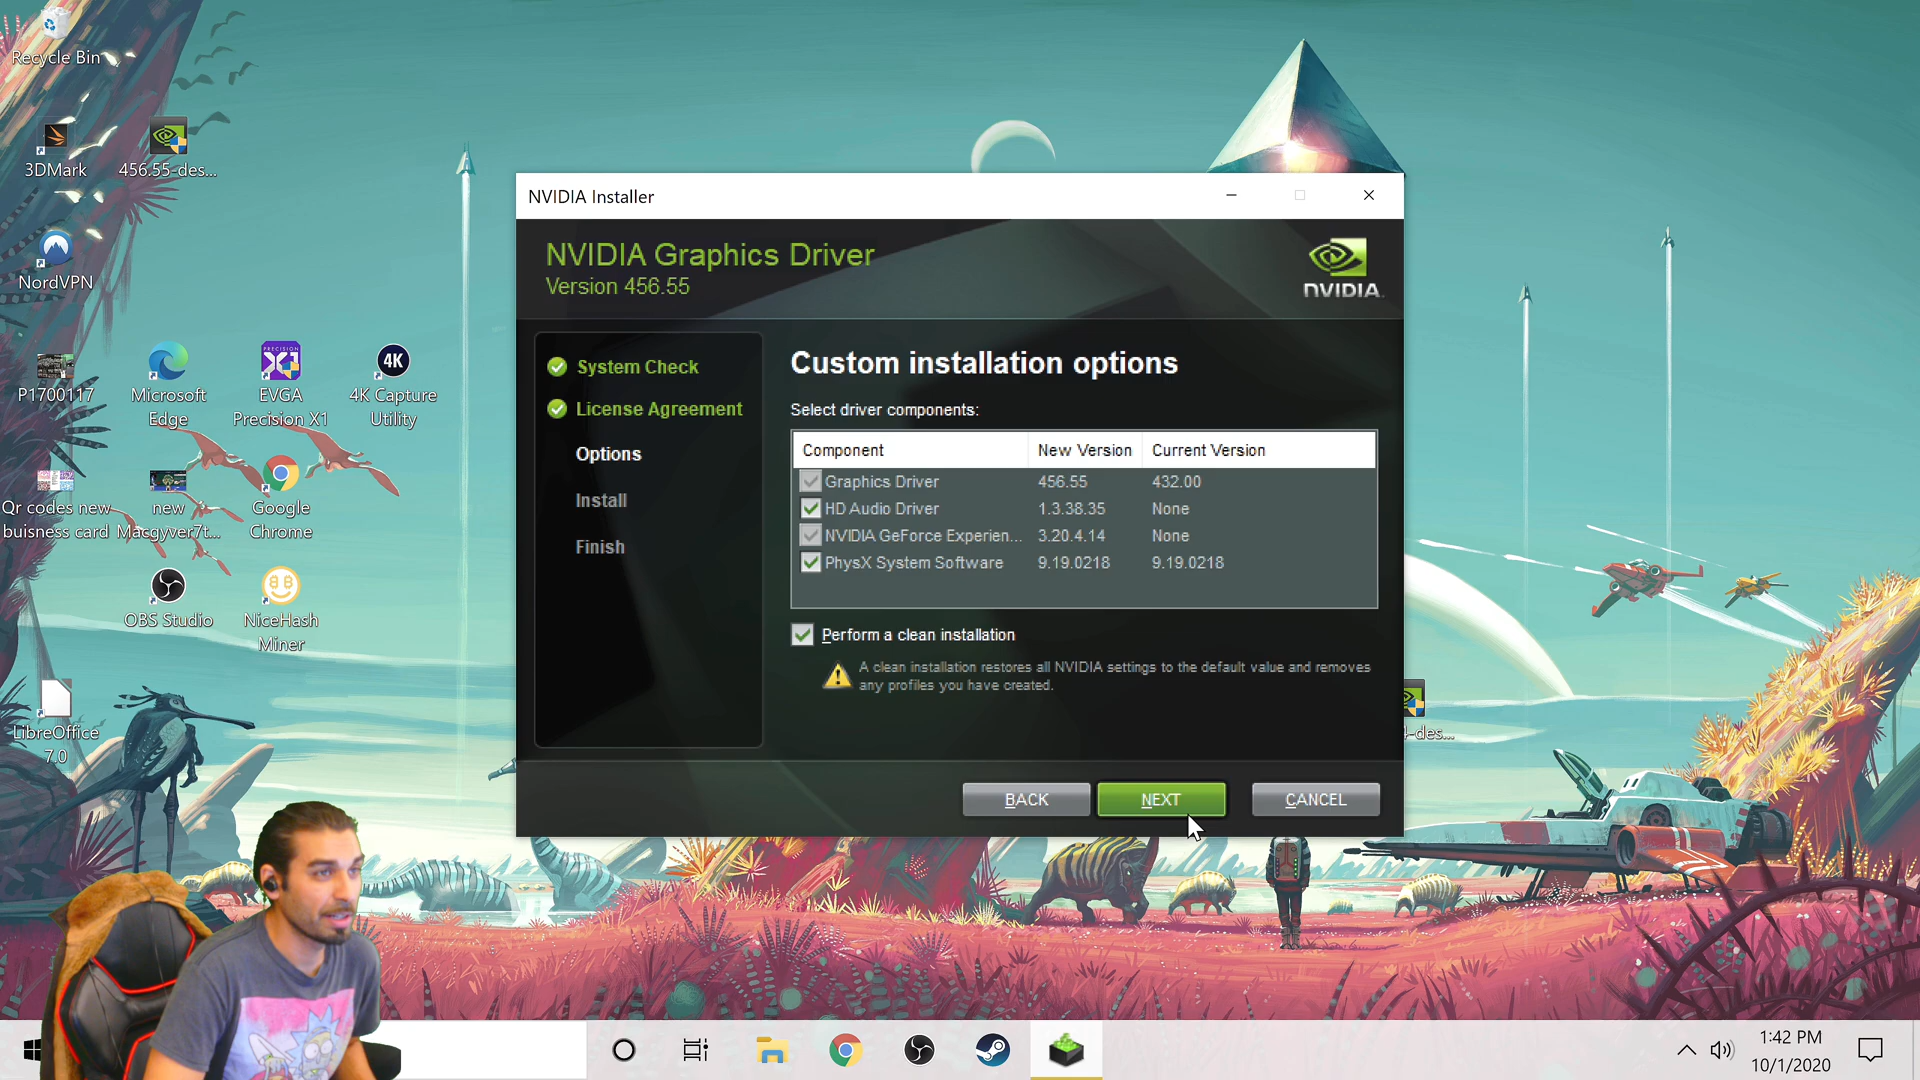 Recycle Bin
3DMark
456.55-des...
NordVPN
P1700117
Microsoft
Edge
EVGA
Precision X1
4K Capture
Utility
PRECISION
X1
4K
Qr codes new
buisness card
new
Macgyver7t...
Google
Chrome
OBS Studio
NiceHash
Miner
LibreOffice
7.0
NVIDIA Installer
NVIDIA Graphics Driver
Version 456.55
NVIDIA.
System Check
License Agreement
Options
Install
Finish
Custom installation options
Select driver components:
Component New Version Current Version
Graphics Driver 456.55 432.00
HD Audio Driver 1.3.38.35 None
NVIDIA GeForce Experien... 3.20.4.14 None
PhysX System Software 9.19.0218 9.19.0218
Perform a clean installation
A clean installation restores all NVIDIA settings to the default value and removes
any profiles you have created.
BACK
NEXT
CANCEL
-des...
1:42 PM
10/1/2020